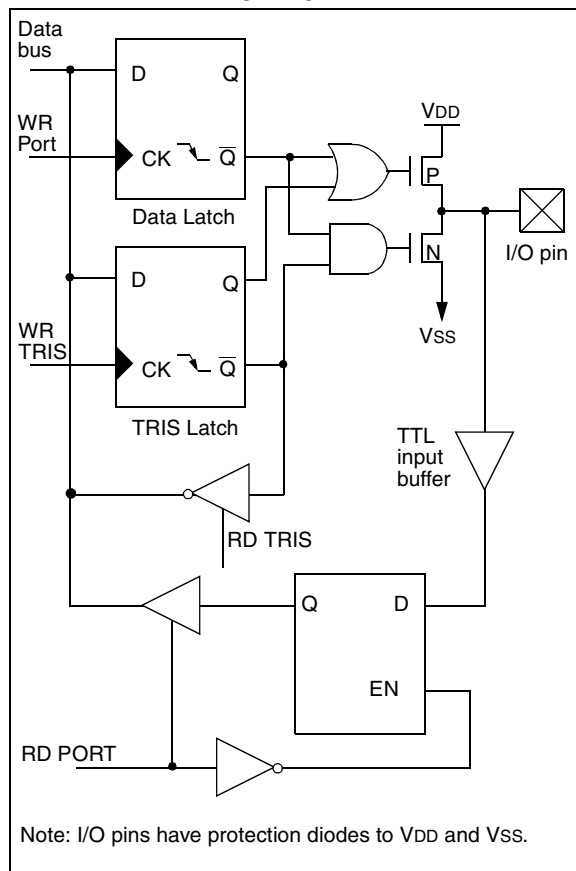 Data
bus
D
Q
VDD
WR
Port
CK
Q
P
Data Latch
D
Q
N
I/O pin
WR
TRIS
VSS
CK
Q
TRIS Latch
TTL
input
buffer
RD TRIS
Q
D
EN
RD PORT
Note: I/O pins have protection diodes to VDD and VSS.